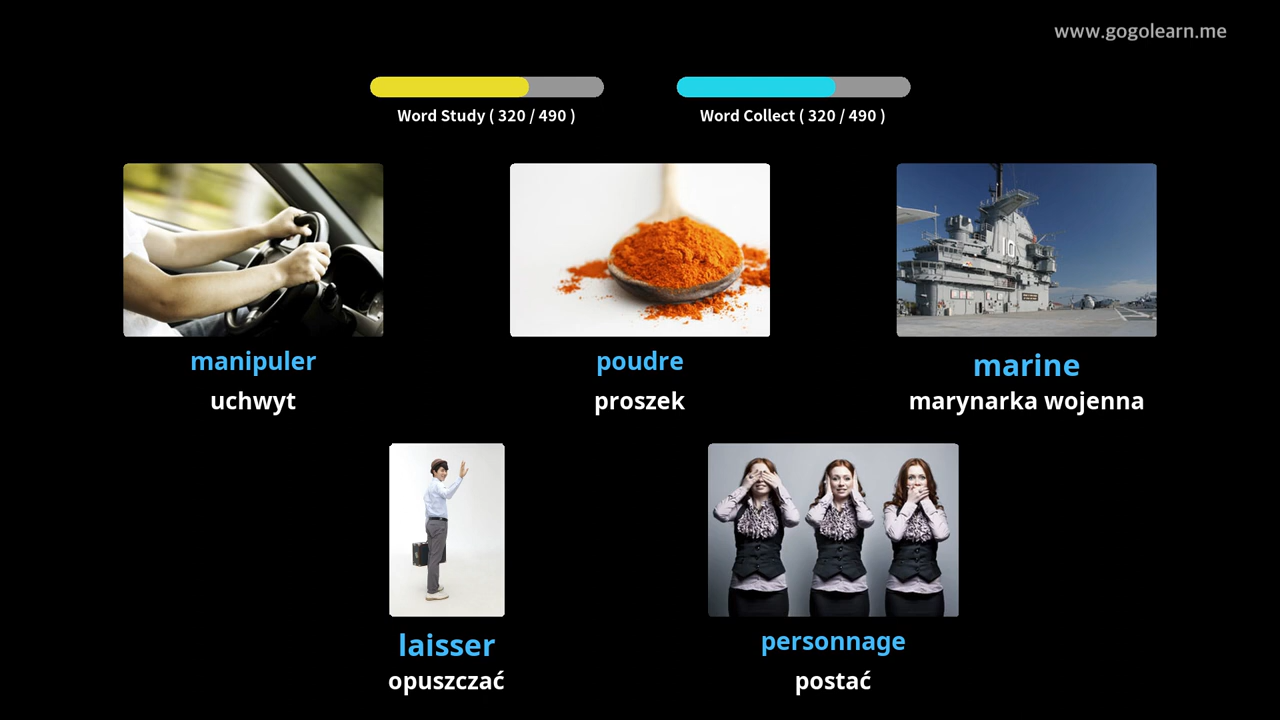 www.gogolearn.me
Word Study ( 320 / 490 )
Word Collect ( 320 / 490 )
10
manipuler
uchwyt
poudre
proszek
marine
marynarka wojenna
laisser
opuszczać
personnage
postać